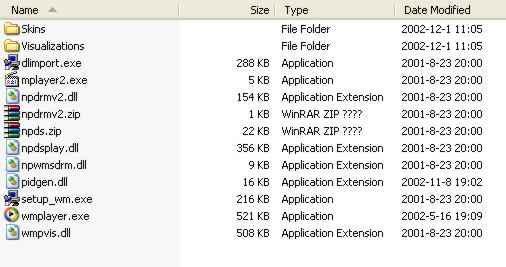 Name Size Type Date Modified
Skins File Folder 2002-12-1 11:05
Visualizations File Folder 2002-12-1 11:05
dlimport.exe 288 KB Application 2001-8-23 20:00
mplayer2.exe 5 KB Application 2001-8-23 20:00
npdrmv2.dll 154 KB Application Extension 2001-8-23 20:00
npdrmv2.zip 1 KB WinRAR ZIP ???? 2001-8-23 20:00
npds.zip 22 KB WinRAR ZIP ???? 2001-8-23 20:00
npdsplay.dll 356 KB Application Extension 2001-8-23 20:00
npwmsdrm.dll 9 KB Application Extension 2001-8-23 20:00
pidgen.dll 16 KB Application Extension 2002-11-8 19:02
setup_wm.exe 216 KB Application 2001-8-23 20:00
wmplayer.exe 521 KB Application 2002-5-16 19:09
wmpvis.dll 508 KB Application Extension 2001-8-23 20:00